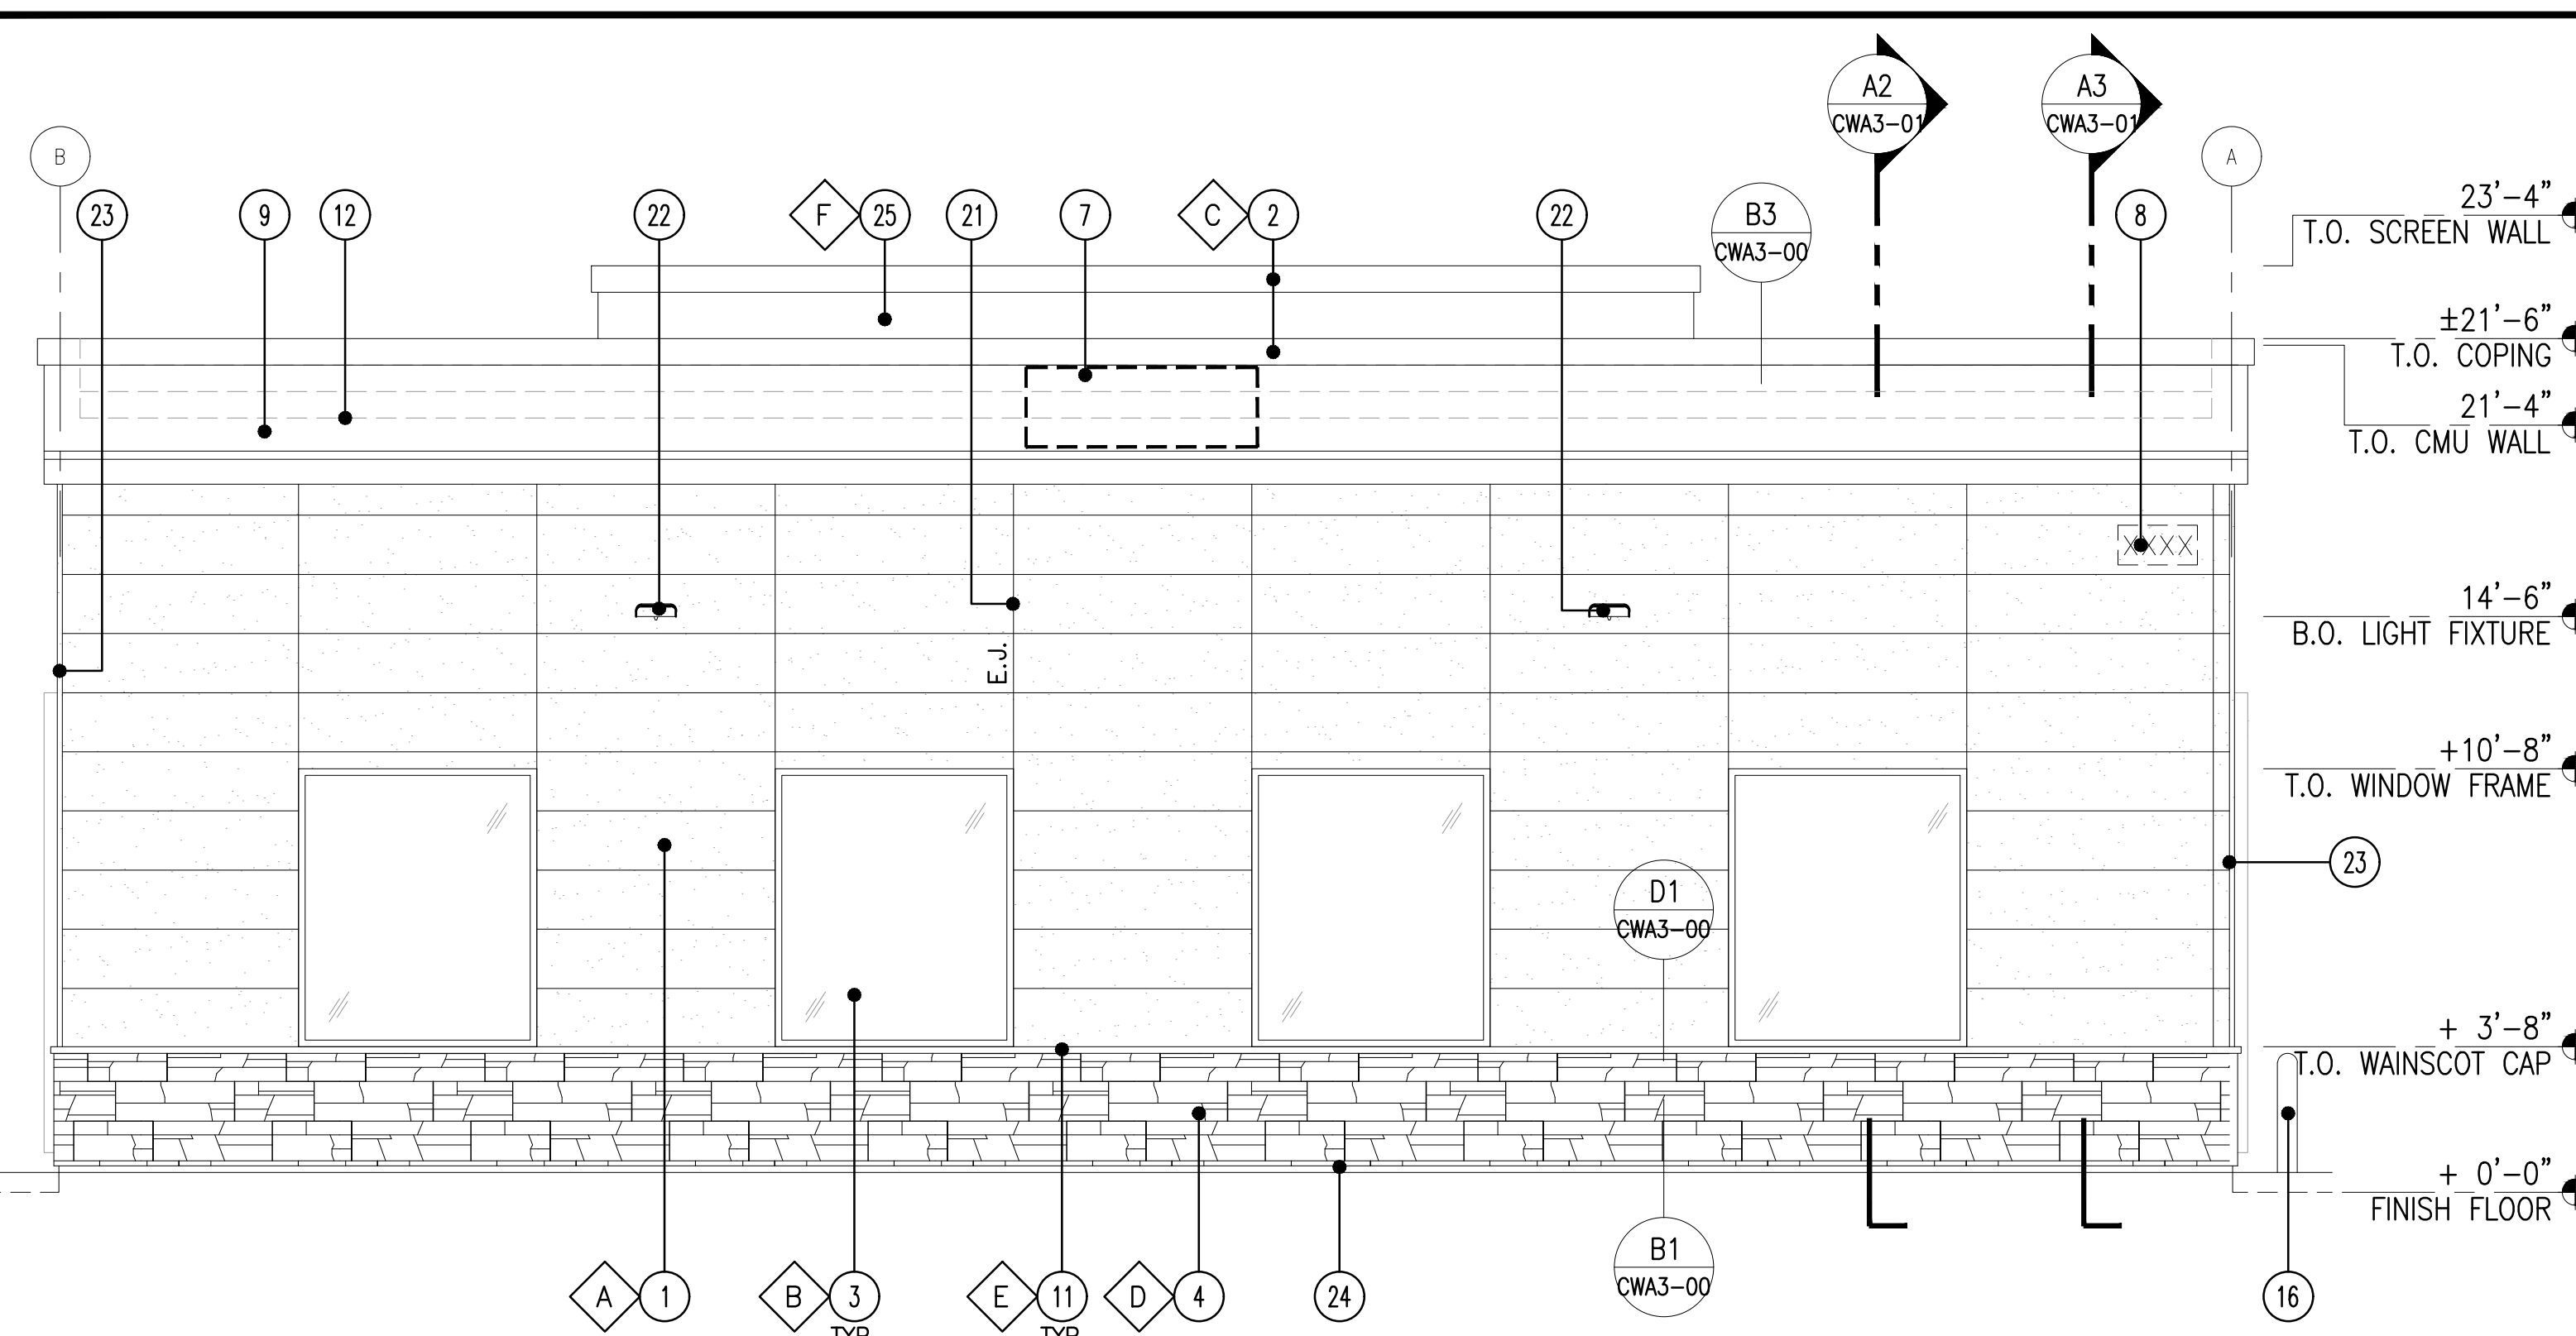 A2
CWA3-01
A3
CWA3-01
B
A
23
9
12
22
F
25
21
7
C
2
22
B3
CWA3-00
8
23'-4"
T.O. SCREEN WALL
±21'-6"
T.O. COPING
21'-4"
T.O. CMU WALL
XXXX
14'-6"
B.O. LIGHT FIXTURE
E.J.
+10'-8"
T.O. WINDOW FRAME
23
D1
CWA3-00
+ 3'-8"
T.O. WAINSCOT CAP
+ 0'-0"
FINISH FLOOR
B1
CWA3-00
A
1
B
3
TYP
E
11
TYP
D
4
24
16